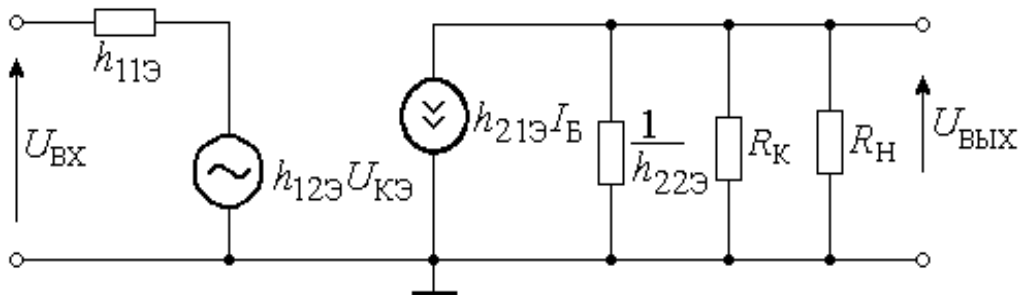 h11Э
UВХ
h12ЭUКЭ
h21ЭIБ
1
h22Э
RК
RН
UВЫХ